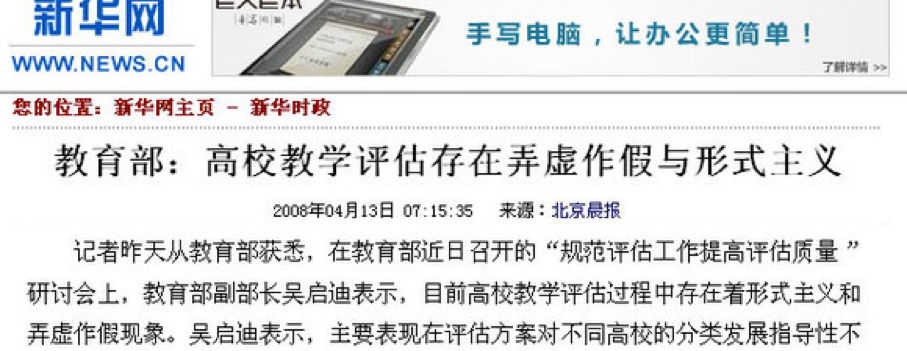 新华网
EXE本
手写电脑，让办公更简单！
WWW.NEWS.CN
了解详情 >>
您的位置：新华网主页 - 新华时政
教育部：高校教学评估存在弄虚作假与形式主义
2008年04月13日 07:15:35 来源：北京晨报
记者昨天从教育部获悉，在教育部近日召开的“规范评估工作提高评估质量”
研讨会上，教育部副部长吴启迪表示，目前高校教学评估过程中存在着形式主义和
弄虚作假现象。吴启迪表示，主要表现在评估方案对不同高校的分类发展指导性不